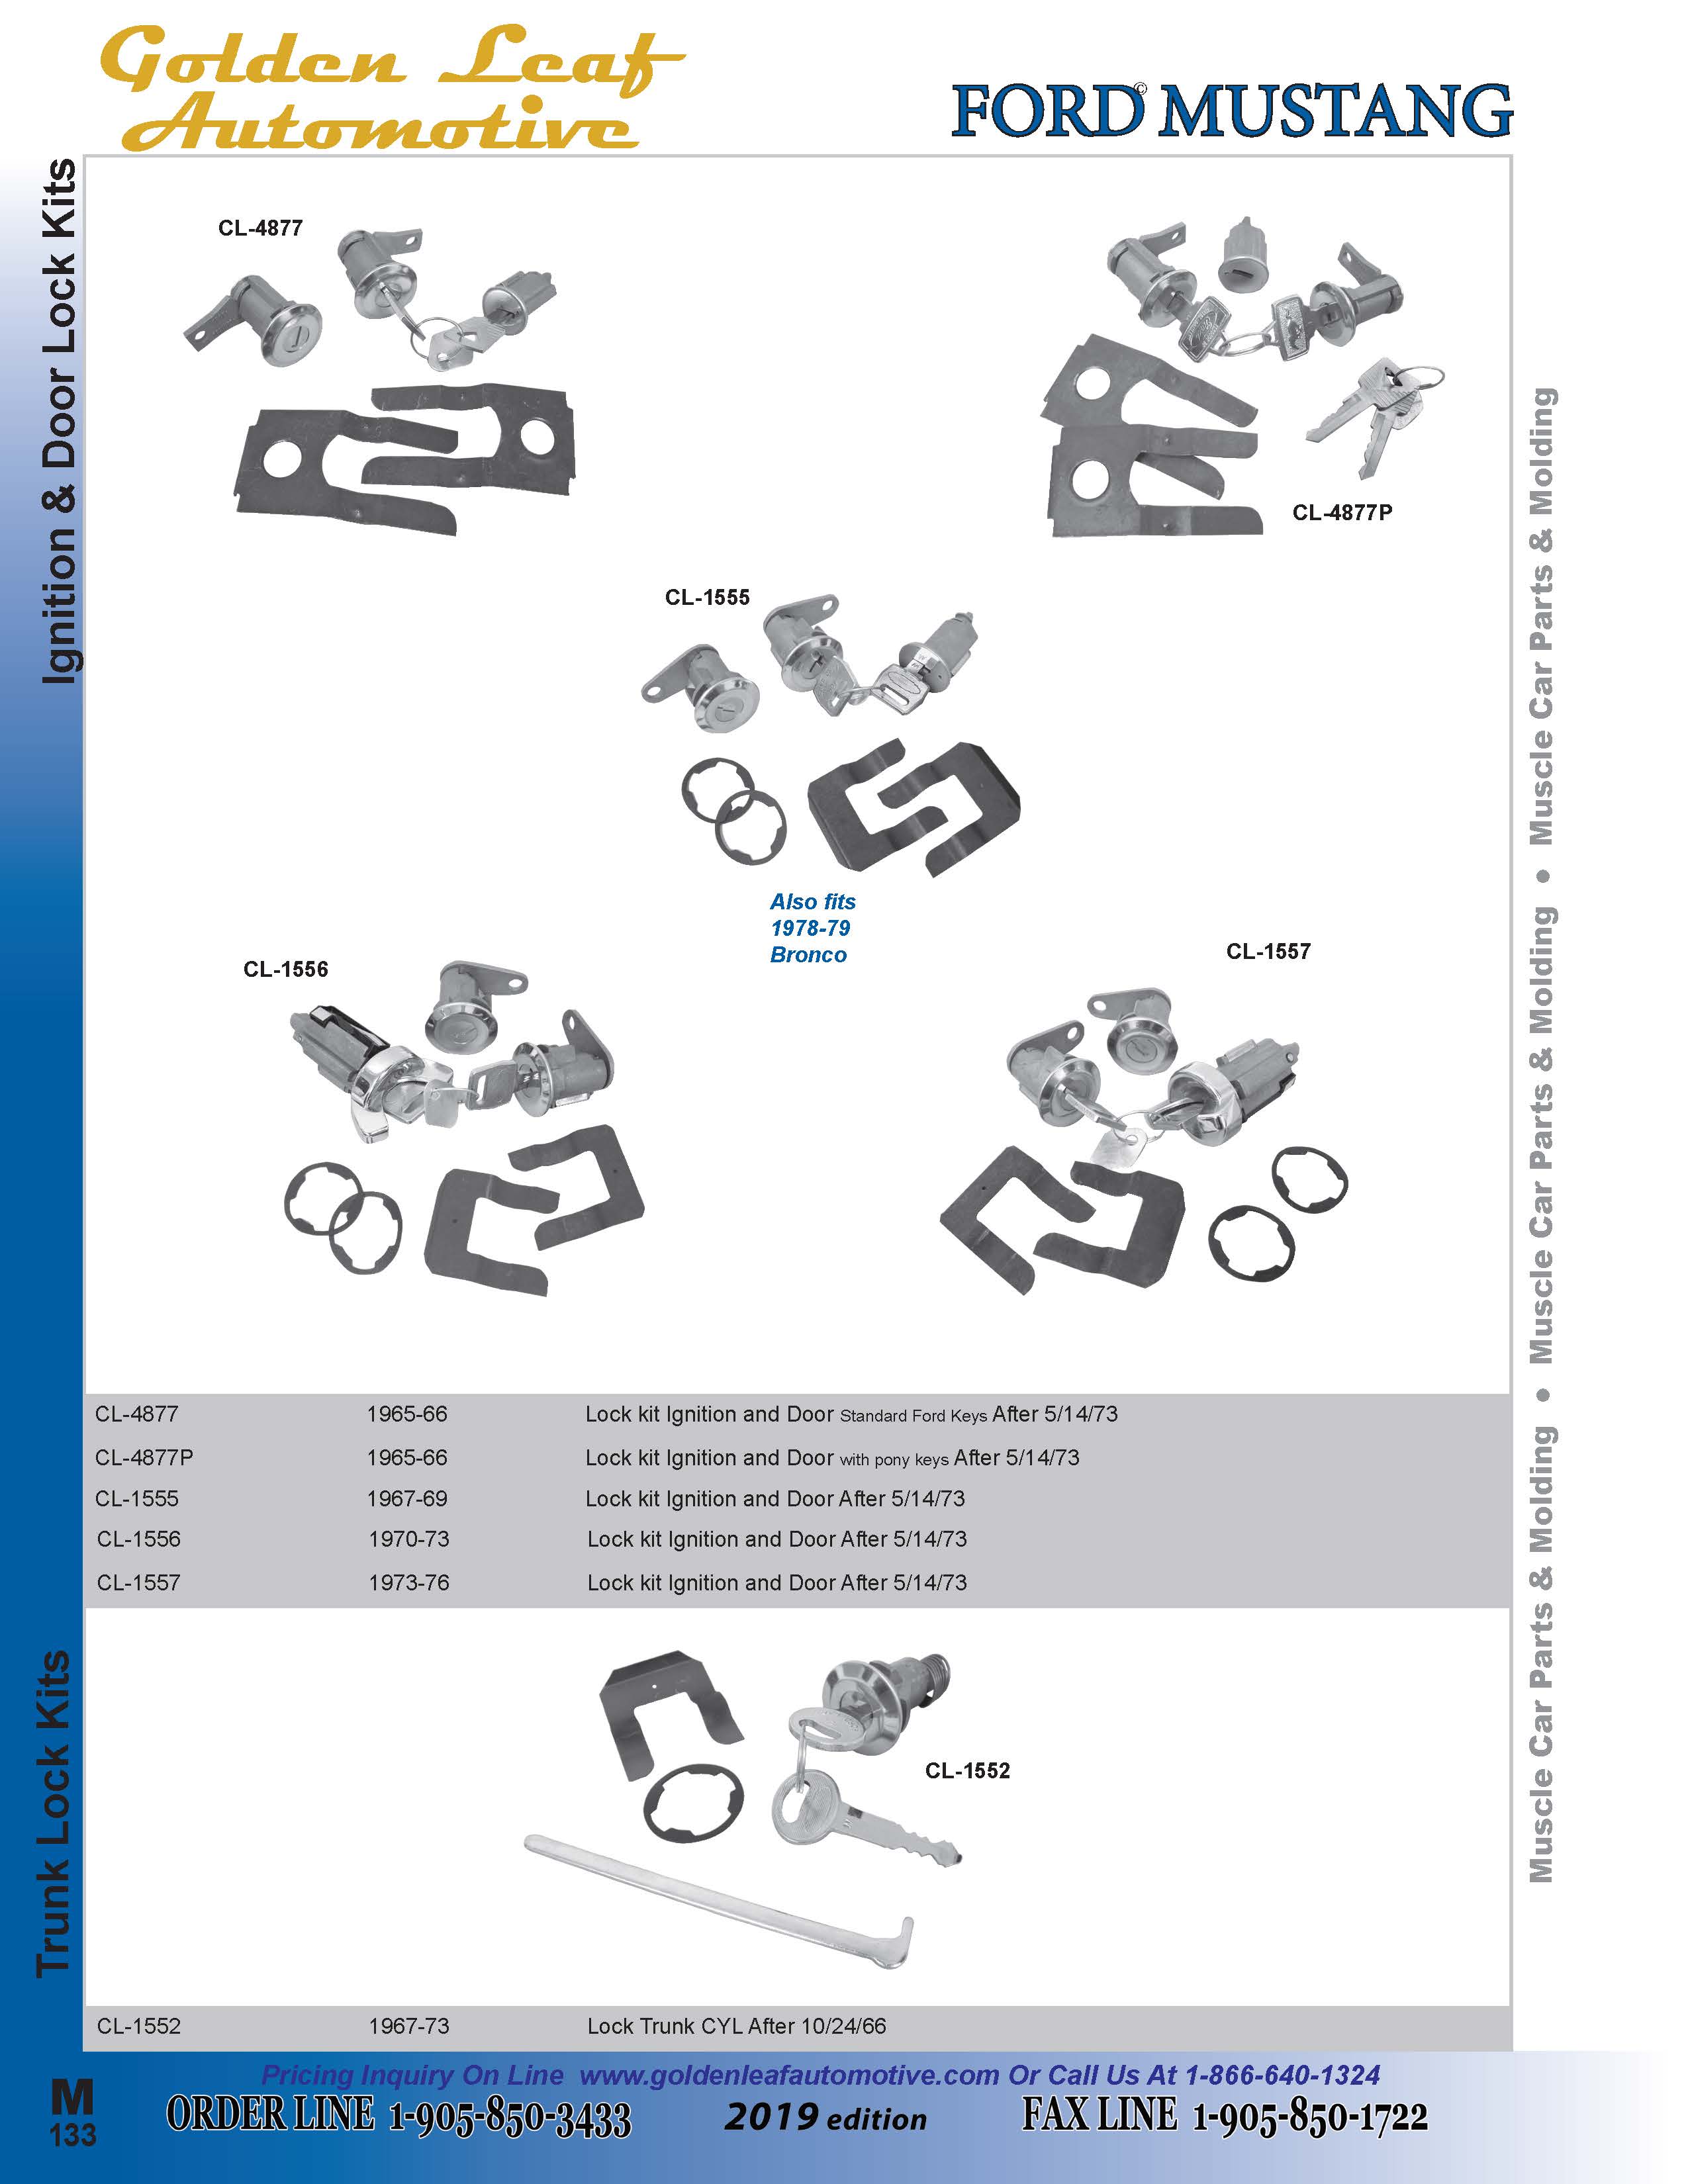 Golden Leaf
Automotive
FORD© MUSTANG
Ignition & Door Lock Kits
CL-4877
CL-4877P
CL-1555
Also fits
1978-79
Bronco
CL-1556
CL-1557
CL-4877 1965-66 Lock kit Ignition and Door Standard Ford Keys After 5/14/73
CL-4877P 1965-66 Lock kit Ignition and Door with pony keys After 5/14/73
CL-1555 1967-69 Lock kit Ignition and Door After 5/14/73
CL-1556 1970-73 Lock kit Ignition and Door After 5/14/73
CL-1557 1973-76 Lock kit Ignition and Door After 5/14/73
Trunk Lock Kits
CL-1552
CL-1552 1967-73 Lock Trunk CYL After 10/24/66
Muscle Car Parts & Molding • Muscle Car Parts & Molding • Muscle Car Parts & Molding
Pricing Inquiry On Line www.goldenleafautomotive.com Or Call Us At 1-866-640-1324
M
133
ORDER LINE 1-905-850-3433
2019 edition
FAX LINE 1-905-850-1722